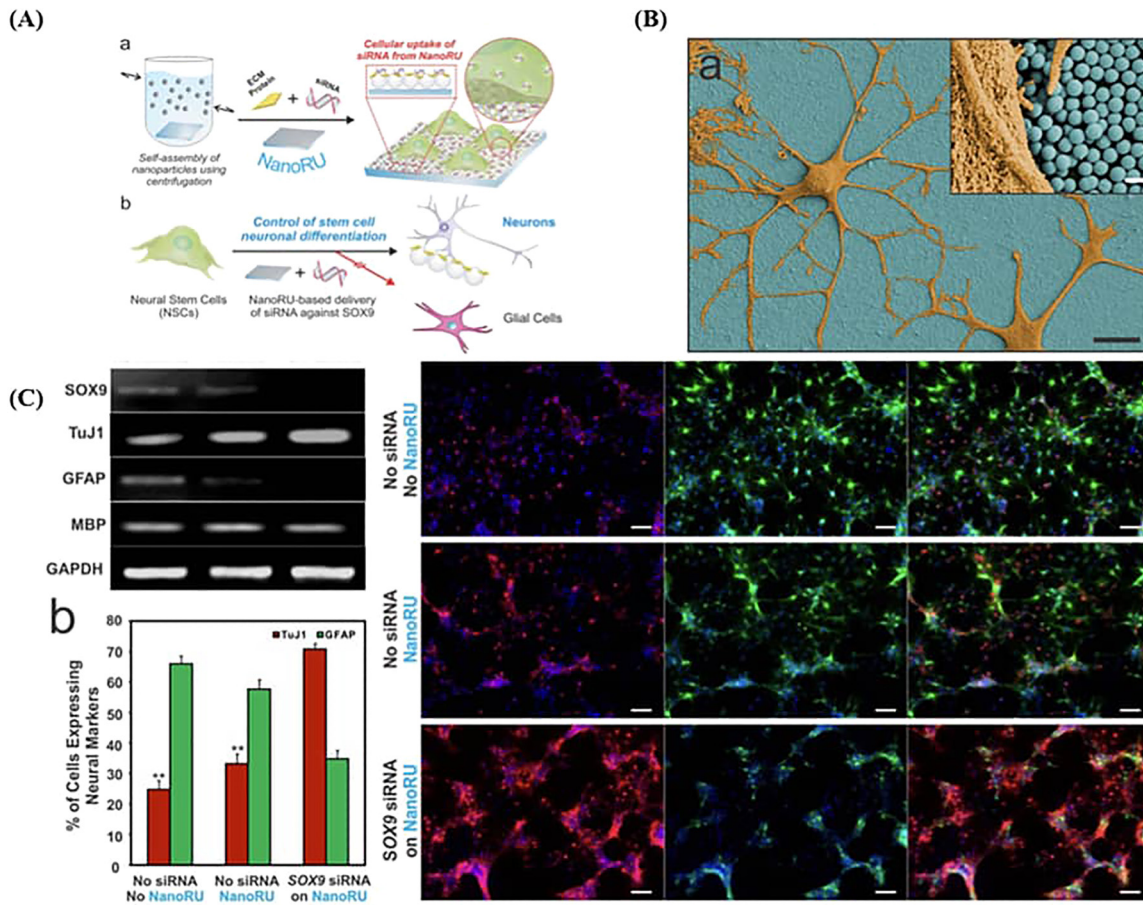 (A)
a
ECM
Protein
siRNA
Cellular uptake of
siRNA from NanoRU
NanoRU
Self-assembly of
nanoparticles using
centrifugation
b
Control of stem cell
neuronal differentiation
Neurons
Neural Stem Cells
(NSCs)
NanoRU-based delivery
of siRNA against SOX9
Glial Cells
(B)
a
(C)
SOX9
TuJ1
GFAP
MBP
GAPDH
b
% of Cells Expressing
Neural Markers
80
70
60
50
40
30
20
10
0
TuJ1
GFAP
**
**
No siRNA
No NanoRU
No siRNA
NanoRU
SOX9 siRNA
on NanoRU
No siRNA
No NanoRU
No siRNA
NanoRU
SOX9 siRNA
on NanoRU